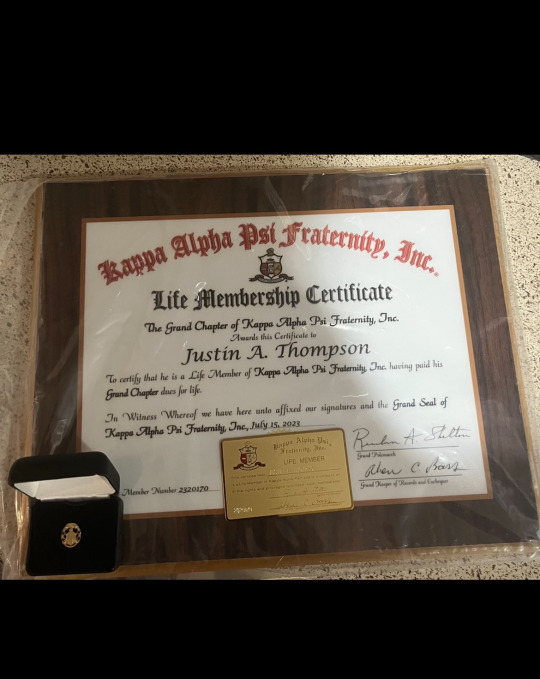 Kappa Alpha Psi Fraternity, Inc.
Life Membership Certificate
The Grand Chapter of Kappa Alpha Psi Fraternity, Inc.
Awards this Certificate to
Justin A. Thompson
To certify that he is a Life Member of Kappa Alpha Psi Fraternity, Inc. having paid his
Grand Chapter dues for life.
In Witness Whereof we have here unto affixed our signatures and the Grand Seal of
Kappa Alpha Psi Fraternity, Inc., July 15, 2023
Reuben A. Shelton
Grand Polemarch
Grand Keeper of Records and Exchequer
Member Number 2320170
Kappa Alpha Psi
Fraternity, Inc.
LIFE MEMBER